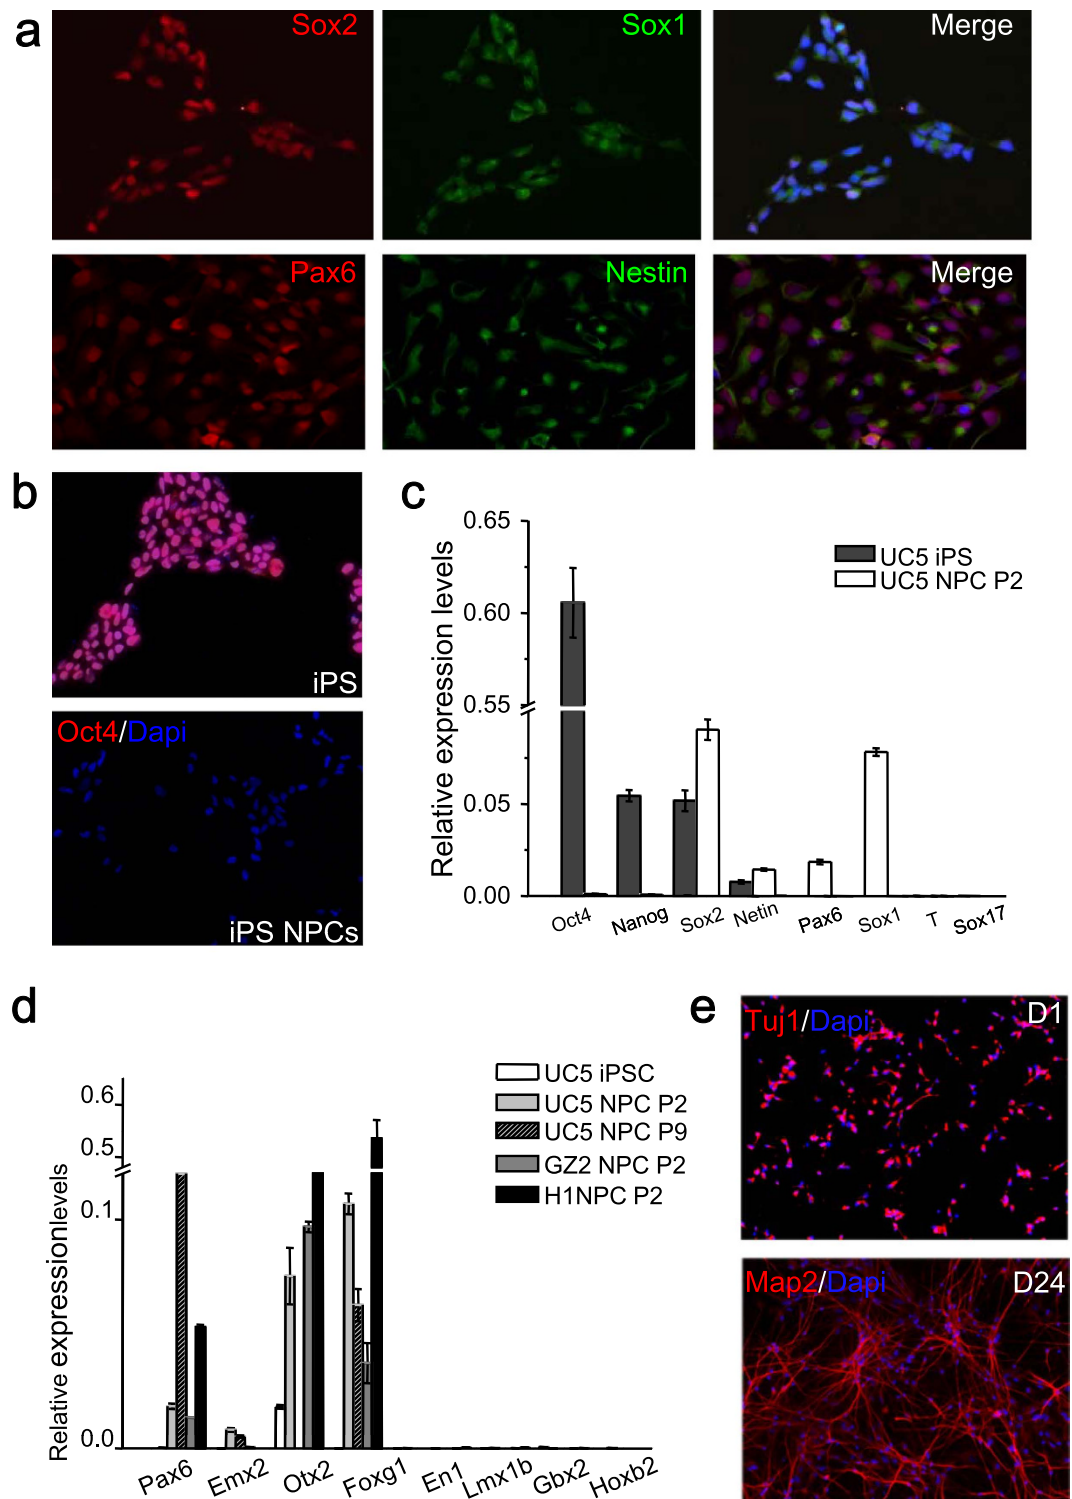 a
Sox2
Sox1
Merge
Pax6
Nestin
Merge
b
iPS
Oct4/Dapi
iPS NPCs
c
Relative expression levels
0.65
0.60
0.55
0.05
0.00
UC5 iPS
UC5 NPC P2
Oct4 Nanog Sox2 Netin Pax6 Sox1 T Sox17
d
Relative expressionlevels
0.6
0.5
0.1
0.0
UC5 iPSC
UC5 NPC P2
UC5 NPC P9
GZ2 NPC P2
H1NPC P2
Pax6 Emx2 Otx2 Foxg1 En1 Lmx1b Gbx2 Hoxb2
e
Tuj1/Dapi
D1
Map2/Dapi
D24